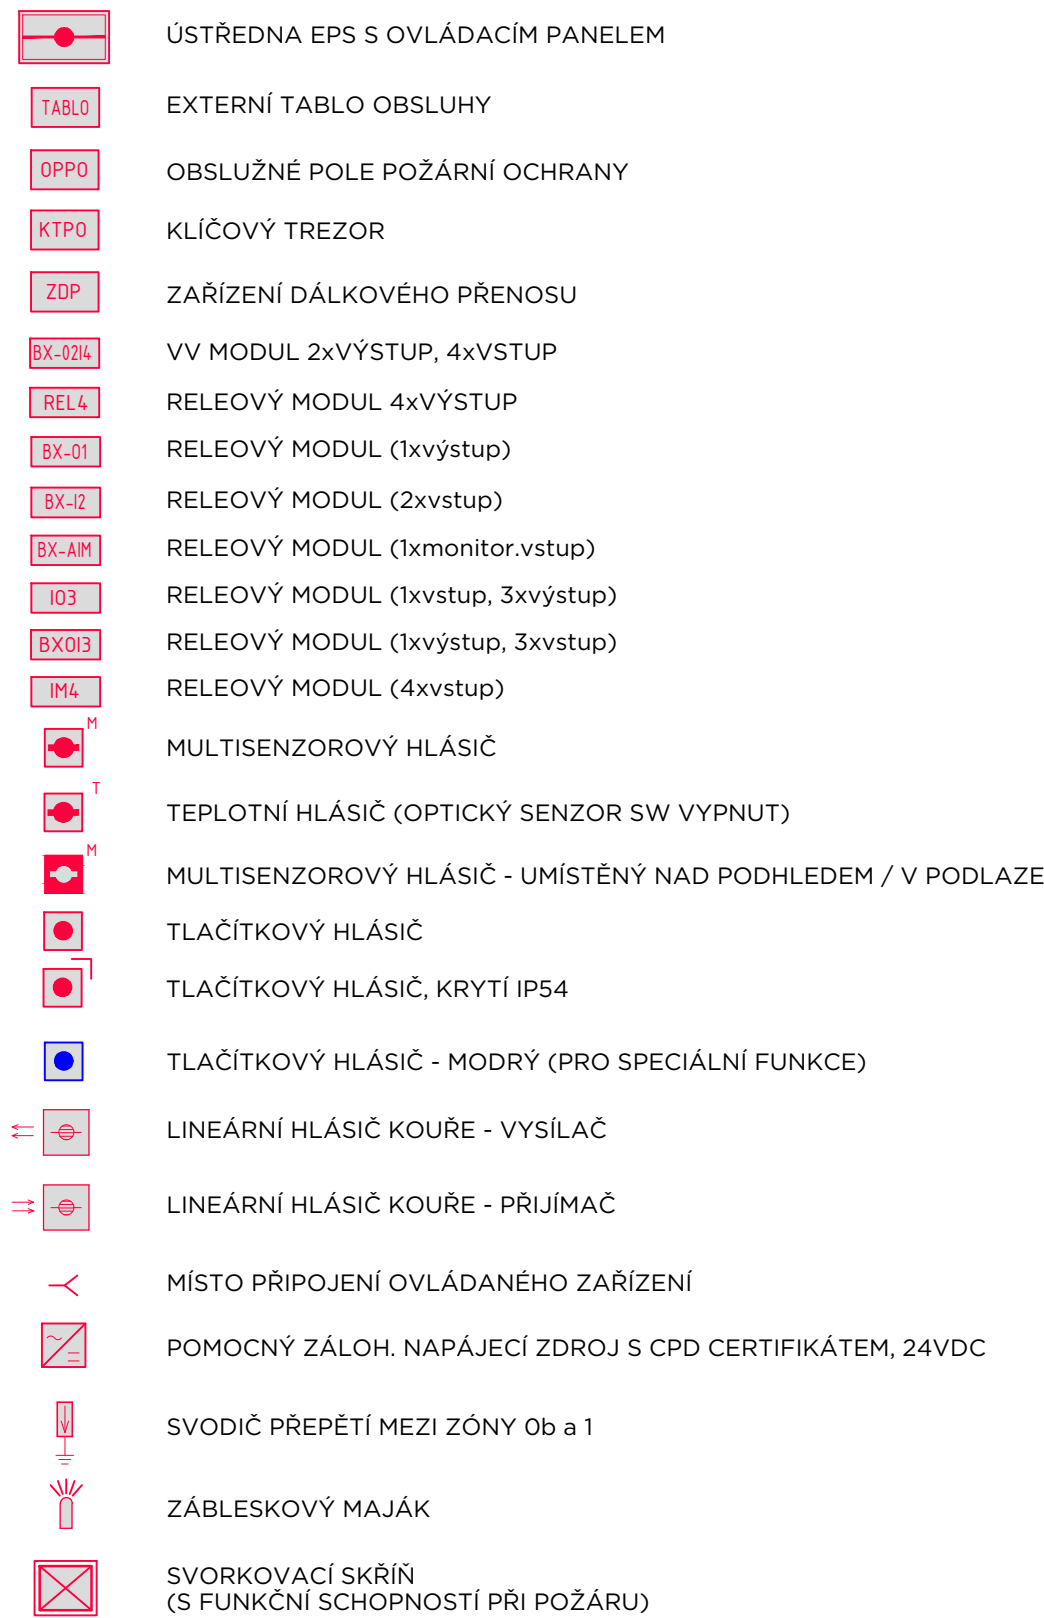 ÚSTŘEDNA EPS S OVLÁDACÍM PANELEM
TABLO EXTERNÍ TABLO OBSLUHY
OPPO OBSLUŽNÉ POLE POŽÁRNÍ OCHRANY
KTPO KLÍČOVÝ TREZOR
ZDP ZAŘÍZENÍ DÁLKOVÉHO PŘENOSU
BX-02I4 VV MODUL 2xVÝSTUP, 4xVSTUP
REL4 RELEOVÝ MODUL 4xVÝSTUP
BX-01 RELEOVÝ MODUL (1xvýstup)
BX-I2 RELEOVÝ MODUL (2xvstup)
BX-AIM RELEOVÝ MODUL (1xmonitor.vstup)
IO3 RELEOVÝ MODUL (1xvstup, 3xvýstup)
BXOI3 RELEOVÝ MODUL (1xvýstup, 3xvstup)
IM4 RELEOVÝ MODUL (4xvstup)
M
MULTISENZOROVÝ HLÁSIČ
T
TEPLOTNÍ HLÁSIČ (OPTICKÝ SENZOR SW VYPNUT)
M
MULTISENZOROVÝ HLÁSIČ - UMÍSTĚNÝ NAD PODHLEDEM / V PODLAZE
TLAČÍTKOVÝ HLÁSIČ
TLAČÍTKOVÝ HLÁSIČ, KRYTÍ IP54
TLAČÍTKOVÝ HLÁSIČ - MODRÝ (PRO SPECIÁLNÍ FUNKCE)
LINEÁRNÍ HLÁSIČ KOUŘE - VYSÍLAČ
LINEÁRNÍ HLÁSIČ KOUŘE - PŘIJÍMAČ
MÍSTO PŘIPOJENÍ OVLÁDANÉHO ZAŘÍZENÍ
POMOCNÝ ZÁLOH. NAPÁJECÍ ZDROJ S CPD CERTIFIKÁTEM, 24VDC
SVODIČ PŘEPĚTÍ MEZI ZÓNY 0b a 1
ZÁBLESKOVÝ MAJÁK
SVORKOVACÍ SKŘÍŇ
(S FUNKČNÍ SCHOPNOSTÍ PŘI POŽÁRU)